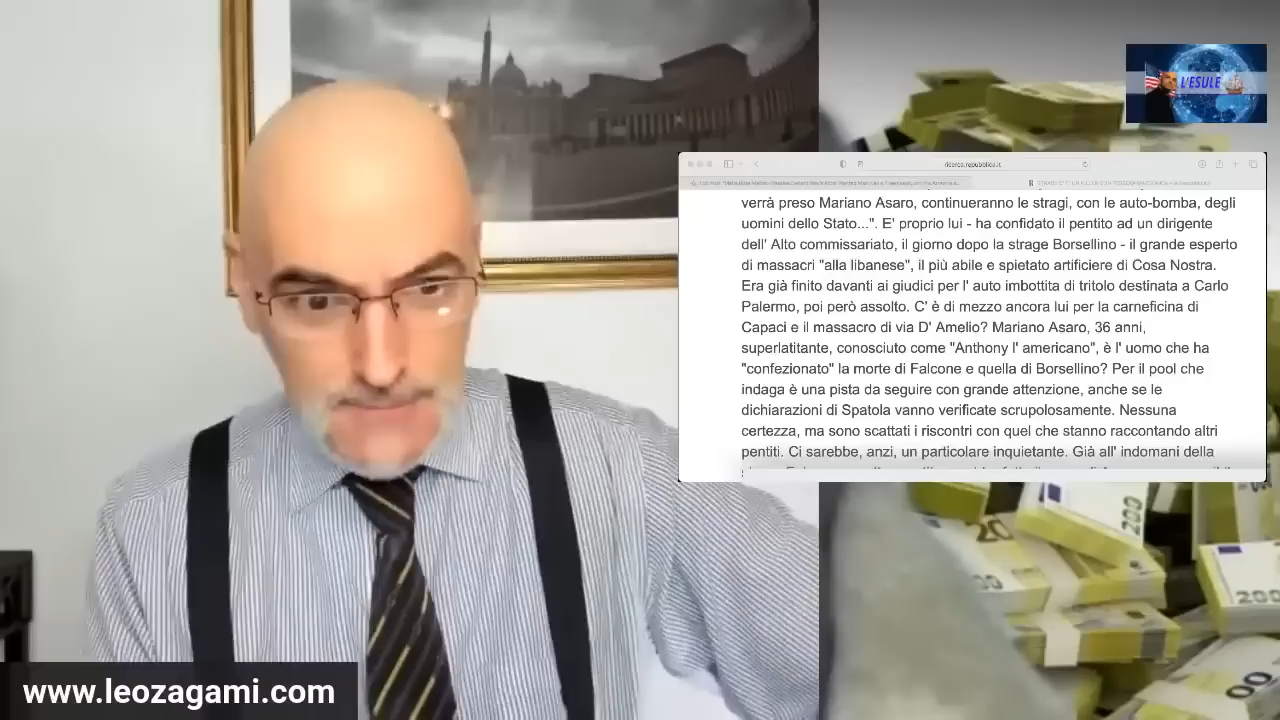 L'ESULE
ricerca.repubblica.it
verrà preso Mariano Asaro, continueranno le stragi, con le auto-bomba, degli
uomini dello Stato...". E' proprio lui - ha confidato il pentito ad un dirigente
dell' Alto commissariato, il giorno dopo la strage Borsellino - il grande esperto
di massacri "alla libanese", il più abile e spietato artificiere di Cosa Nostra.
Era già finito davanti ai giudici per l' auto imbottita di tritolo destinata a Carlo
Palermo, poi però assolto. C' è di mezzo ancora lui per la carneficina di
Capaci e il massacro di via D' Amelio? Mariano Asaro, 36 anni,
superlatitante, conosciuto come "Anthony l' americano", è l' uomo che ha
"confezionato" la morte di Falcone e quella di Borsellino? Per il pool che
indaga è una pista da seguire con grande attenzione, anche se le
dichiarazioni di Spatola vanno verificate scrupolosamente. Nessuna
certezza, ma sono scattati i riscontri con quel che stanno raccontando altri
pentiti. Ci sarebbe, anzi, un particolare inquietante. Già all' indomani della
200
200
www.leozagami.com